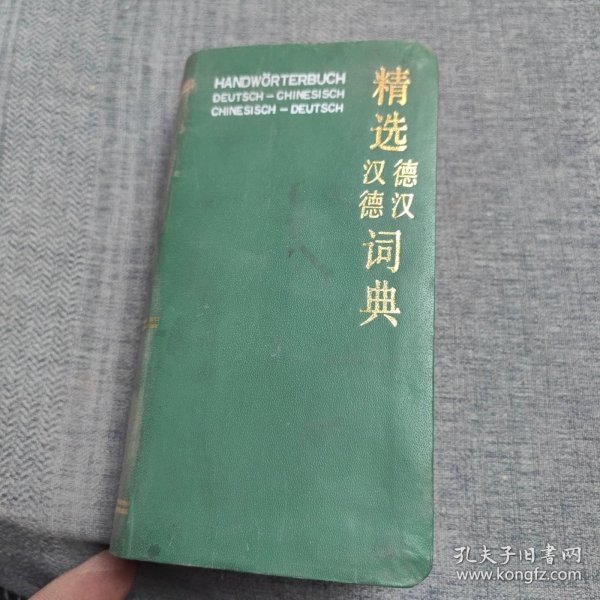 HANDWÖRTERBUCH
DEUTSCH – CHINESISCH
CHINESISCH – DEUTSCH
精选
德汉
汉德
词典
孔夫子旧书网
www.kongfz.com